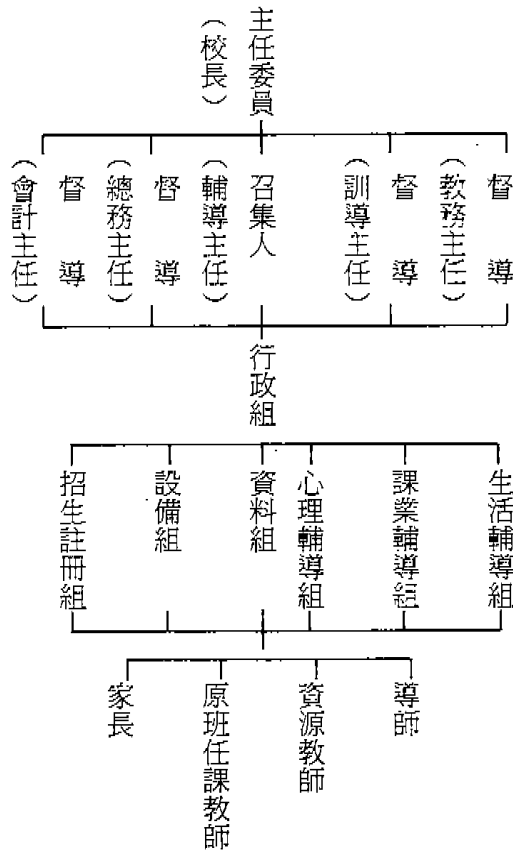 主任委員
（校長）
督導
（教務主任）
督導
（訓導主任）
召集人
（輔導主任）
督導
（總務主任）
督導
（會計主任）
行政組
生活輔導組
課業輔導組
心理輔導組
資料組
設備組
招生註冊組
導師
資源教師
原班任課教師
家長